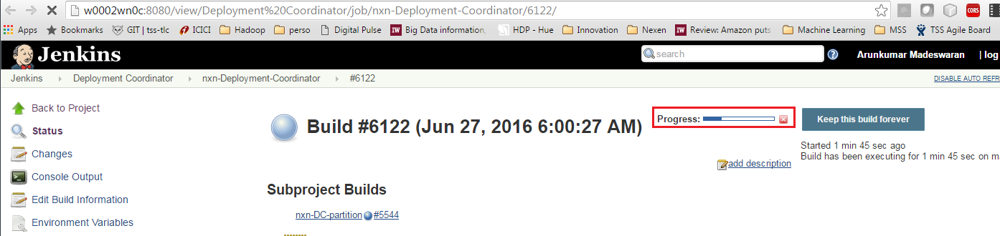 w0002wn0c:8080/view/Deployment%20Coordinator/job/nxn-Deployment-Coordinator/6122/
Apps Bookmarks GIT | tss-tlc ICICI Hadoop perso Digital Pulse IW Big Data information, HDP - Hue Innovation Nexen IW Review: Amazon puts Machine Learning MSS TSS Agile Board
CORS
Jenkins search Arunkumar Madeswaran | log
Jenkins Deployment Coordinator nxn-Deployment-Coordinator #6122 DISABLE AUTO REFR
Back to Project
Status
Changes
Console Output
Edit Build Information
Environment Variables
Build #6122 (Jun 27, 2016 6:00:27 AM)
Progress:
Keep this build forever
Started 1 min 45 sec ago
Build has been executing for 1 min 45 sec on ma
add description
Subproject Builds
nxn-DC-partition #5544